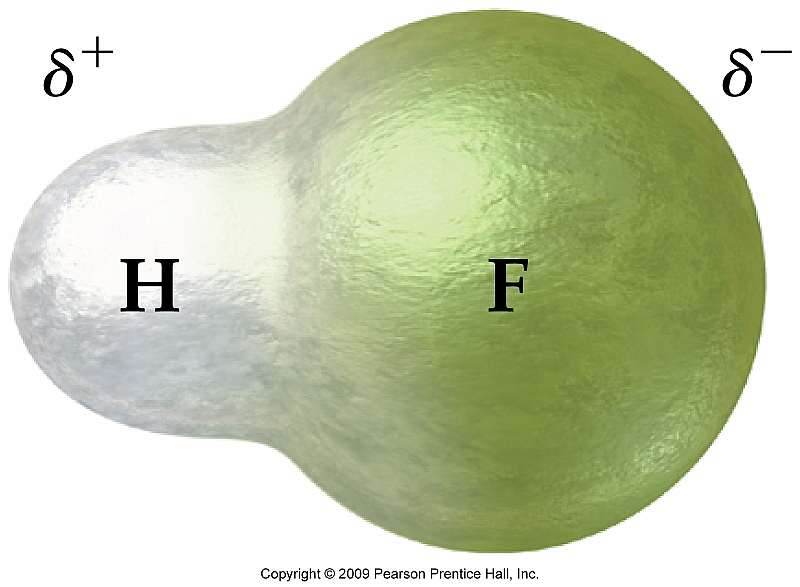 δ⁺ δ⁻
H F
Copyright © 2009 Pearson Prentice Hall, Inc.